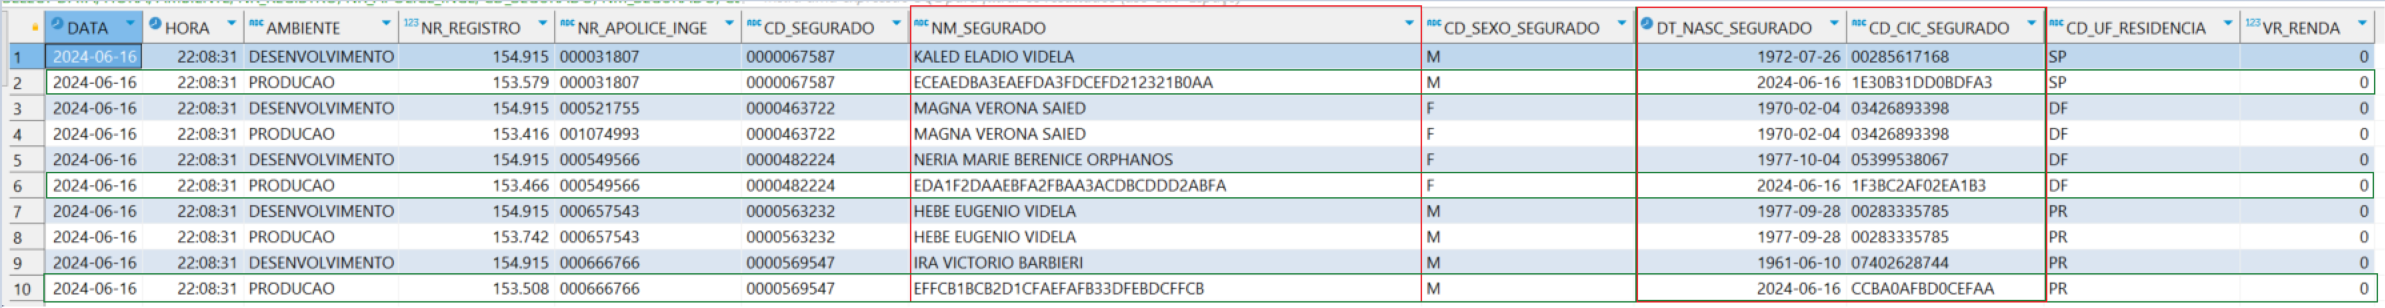 DATA HORA AMBIENTE NR_REGISTRO NR_APOLICE_INGE CD_SEGURADO NM_SEGURADO CD_SEXO_SEGURADO DT_NASC_SEGURADO CD_CIC_SEGURADO CD_UF_RESIDENCIA VR_RENDA
1 2024-06-16 22:08:31 DESENVOLVIMENTO 154.915 000031807 0000067587 KALED ELADIO VIDELA M 1972-07-26 00285617168 SP 0
2 2024-06-16 22:08:31 PRODUCAO 153.579 000031807 0000067587 ECEAEDBA3EAEFDA3FDCEFD212321B0AA M 2024-06-16 1E30B31DD0BDFA3 SP 0
3 2024-06-16 22:08:31 DESENVOLVIMENTO 154.915 000521755 0000463722 MAGNA VERONA SAIED F 1970-02-04 03426893398 DF 0
4 2024-06-16 22:08:31 PRODUCAO 153.416 001074993 0000463722 MAGNA VERONA SAIED F 1970-02-04 03426893398 DF 0
5 2024-06-16 22:08:31 DESENVOLVIMENTO 154.915 000549566 0000482224 NERIA MARIE BERENICE ORPHANOS F 1977-10-04 05399538067 DF 0
6 2024-06-16 22:08:31 PRODUCAO 153.466 000549566 0000482224 EDA1F2DAAEBFA2FBAA3ACDBCDDD2ABFA F 2024-06-16 1F3BC2AF02EA1B3 DF 0
7 2024-06-16 22:08:31 DESENVOLVIMENTO 154.915 000657543 0000563232 HEBE EUGENIO VIDELA M 1977-09-28 00283335785 PR 0
8 2024-06-16 22:08:31 PRODUCAO 153.742 000657543 0000563232 HEBE EUGENIO VIDELA M 1977-09-28 00283335785 PR 0
9 2024-06-16 22:08:31 DESENVOLVIMENTO 154.915 000666766 0000569547 IRA VICTORIO BARBIERI M 1961-06-10 07402628744 PR 0
10 2024-06-16 22:08:31 PRODUCAO 153.508 000666766 0000569547 EFFCB1BCB2D1CFAEFAFB33DFEBDCFFCB M 2024-06-16 CCBA0AFBD0CEFAA PR 0